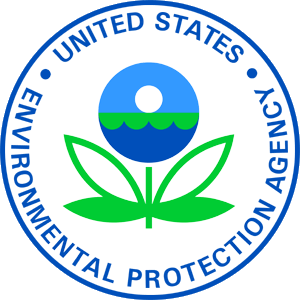 UNITED STATES
ENVIRONMENTAL PROTECTION AGENCY